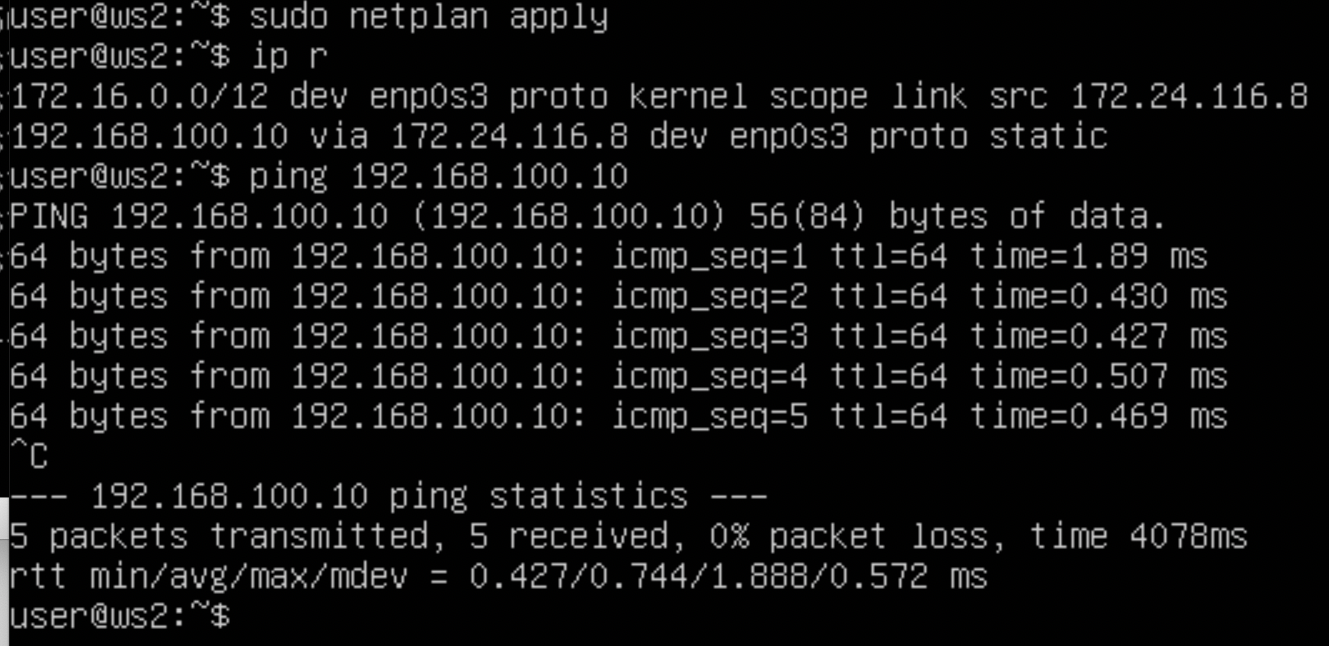 user@ws2:~$ sudo netplan apply
user@ws2:~$ ip r
172.16.0.0/12 dev enp0s3 proto kernel scope link src 172.24.116.8
192.168.100.10 via 172.24.116.8 dev enp0s3 proto static
user@ws2:~$ ping 192.168.100.10
PING 192.168.100.10 (192.168.100.10) 56(84) bytes of data.
64 bytes from 192.168.100.10: icmp_seq=1 ttl=64 time=1.89 ms
64 bytes from 192.168.100.10: icmp_seq=2 ttl=64 time=0.430 ms
64 bytes from 192.168.100.10: icmp_seq=3 ttl=64 time=0.427 ms
64 bytes from 192.168.100.10: icmp_seq=4 ttl=64 time=0.507 ms
64 bytes from 192.168.100.10: icmp_seq=5 ttl=64 time=0.469 ms
^C
--- 192.168.100.10 ping statistics ---
5 packets transmitted, 5 received, 0% packet loss, time 4078ms
rtt min/avg/max/mdev = 0.427/0.744/1.888/0.572 ms
user@ws2:~$